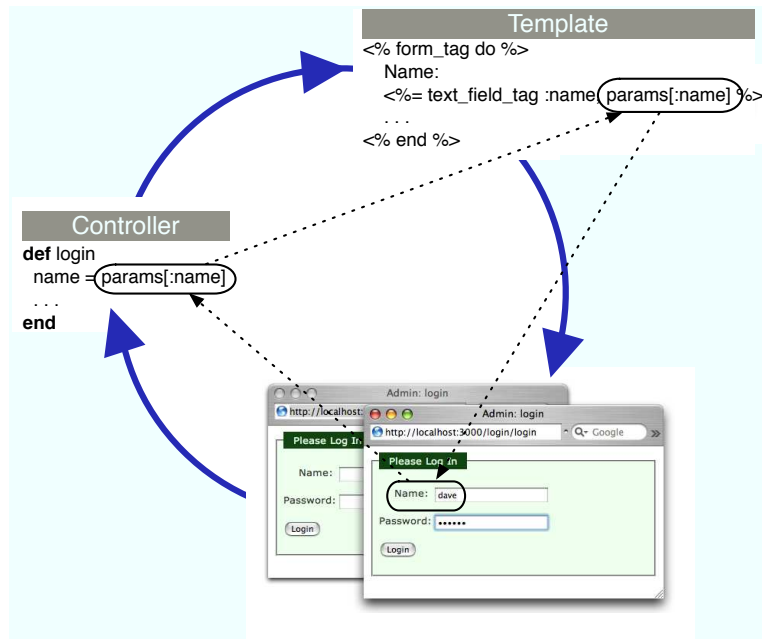 Template
<% form_tag do %>
Name:
<%= text_field_tag :name, params[:name] %>
. . .
<% end %>
Controller
def login
name = params[:name]
. . .
end
Admin: login
http://localhost:
Please Log In
Name:
Password:
Login
Admin: login
http://localhost:3000/login/login
Google
Please Log In
Name: dave
Password: ••••••
Login